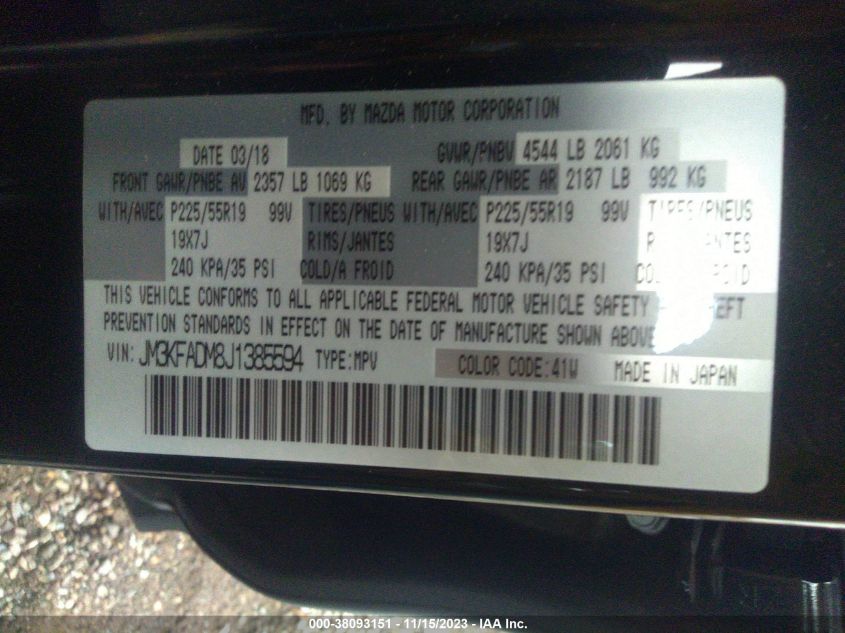 MFD. BY MAZDA MOTOR CORPORATION
DATE 03/18 GVWR/PNBV 4544 LB 2061 KG
FRONT GAWR/PNBE AV 2357 LB 1069 KG REAR GAWR/PNBE AR 2187 LB 992 KG
WITH/AVEC P225/55R19 99V TIRES/PNEUS WITH/AVEC P225/55R19 99V TIRES/PNEUS
19X7J RIMS/JANTES 19X7J
240 KPA/35 PSI COLD/A FROID 240 KPA/35 PSI
THIS VEHICLE CONFORMS TO ALL APPLICABLE FEDERAL MOTOR VEHICLE SAFETY
PREVENTION STANDARDS IN EFFECT ON THE DATE OF MANUFACTURE SHOWN ABOVE
VIN: JM3KFADM8J1385594 TYPE:MPV COLOR CODE:41W MADE IN JAPAN
000-38093151 - 11/15/2023 - IAA Inc.